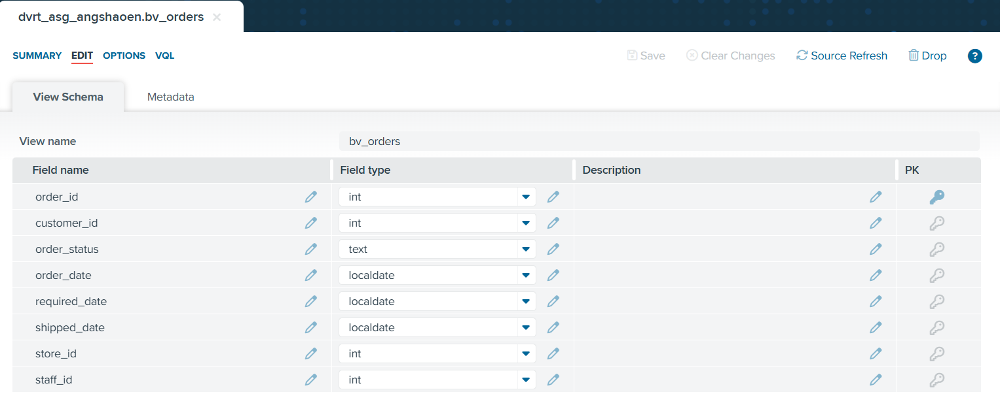 dvrt_asg_angshaoen.bv_orders ×
SUMMARY EDIT OPTIONS VQL Save Clear Changes Source Refresh Drop ?
View Schema Metadata
View name bv_orders
Field name Field type Description PK
order_id int
customer_id int
order_status text
order_date localdate
required_date localdate
shipped_date localdate
store_id int
staff_id int